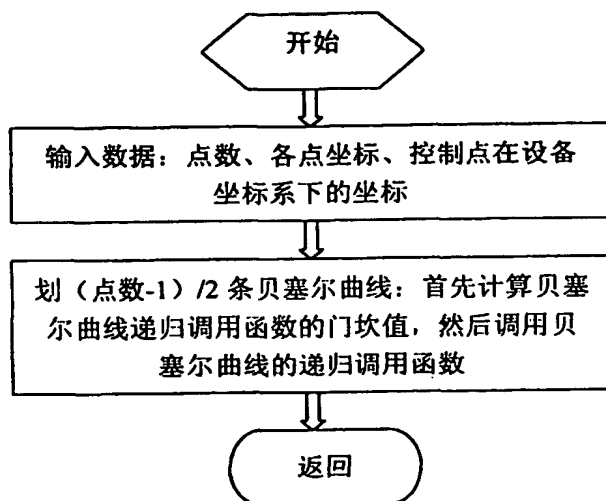 开始
输入数据：点数、各点坐标、控制点在设备
坐标系下的坐标
划（点数-1）/2 条贝塞尔曲线：首先计算贝塞
尔曲线递归调用函数的门坎值，然后调用贝
塞尔曲线的递归调用函数
返回